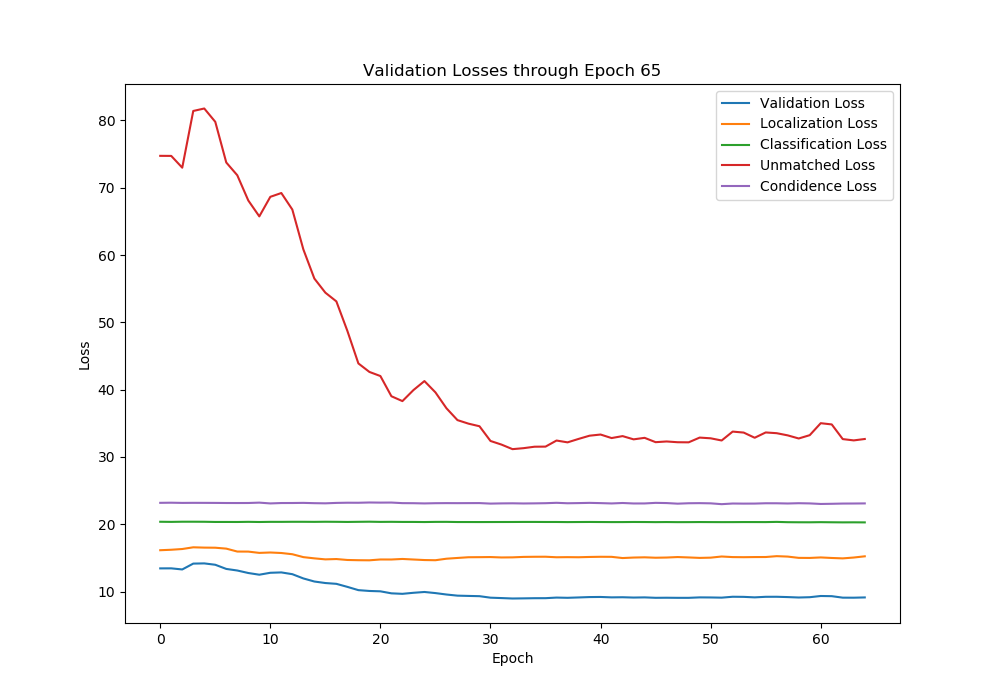 Validation Losses through Epoch 65
Validation Loss
Localization Loss
Classification Loss
Unmatched Loss
Condidence Loss
Loss
80
70
60
50
40
30
20
10
0 10 20 30 40 50 60
Epoch